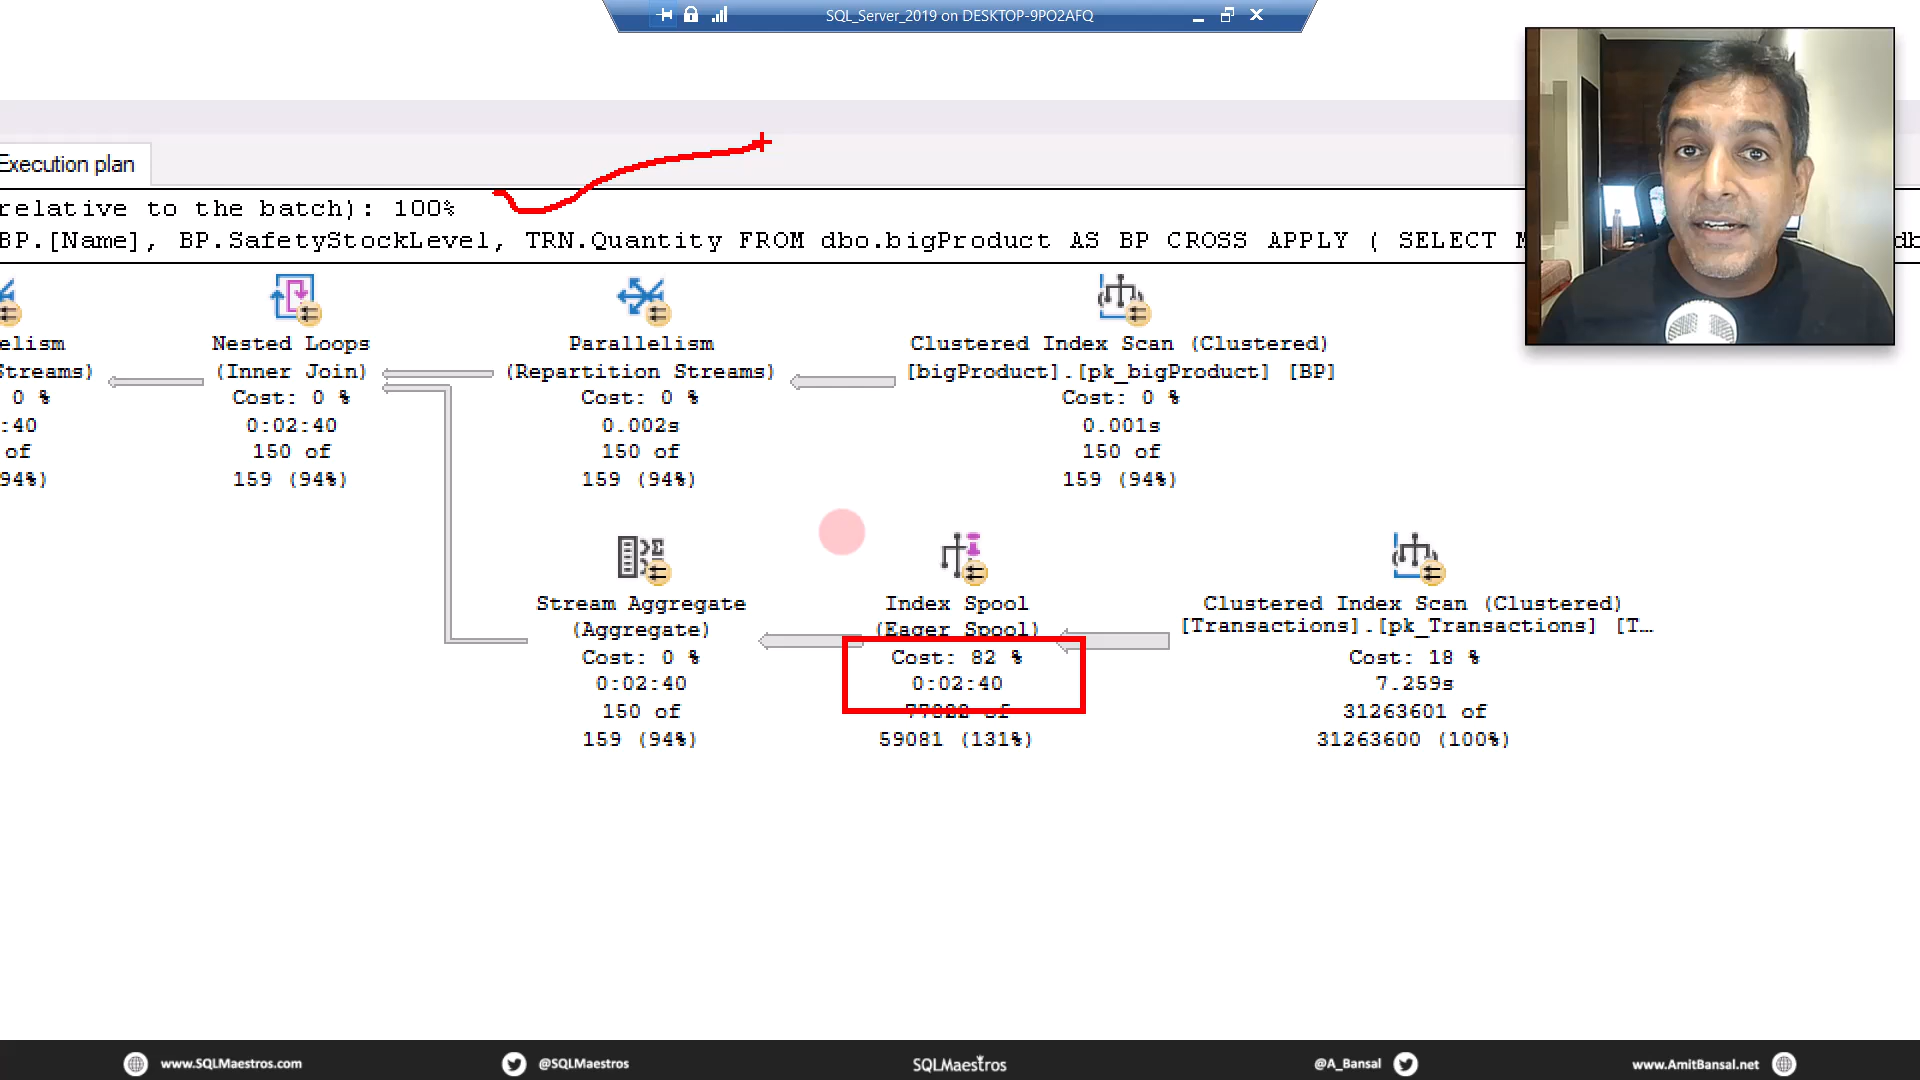 SQL_Server_2019 on DESKTOP-9PO2AFQ
Execution plan
relative to the batch): 100%
BP.[Name], BP.SafetyStockLevel, TRN.Quantity FROM dbo.bigProduct AS BP CROSS APPLY ( SELECT M
db
elism
Streams)
0 %
:40
of
94%)
Nested Loops
(Inner Join)
Cost: 0 %
0:02:40
150 of
159 (94%)
Parallelism
(Repartition Streams)
Cost: 0 %
0.002s
150 of
159 (94%)
Clustered Index Scan (Clustered)
[bigProduct].[pk_bigProduct] [BP]
Cost: 0 %
0.001s
150 of
159 (94%)
Stream Aggregate
(Aggregate)
Cost: 0 %
0:02:40
150 of
159 (94%)
Index Spool
(Eager Spool)
Cost: 82 %
0:02:40
of
59081 (131%)
Clustered Index Scan (Clustered)
[Transactions].[pk_Transactions] [T…
Cost: 18 %
7.259s
31263601 of
31263600 (100%)
www.SQLMaestros.com
@SQLMaestros
SQLMaestros
@A_Bansal
www.AmitBansal.net